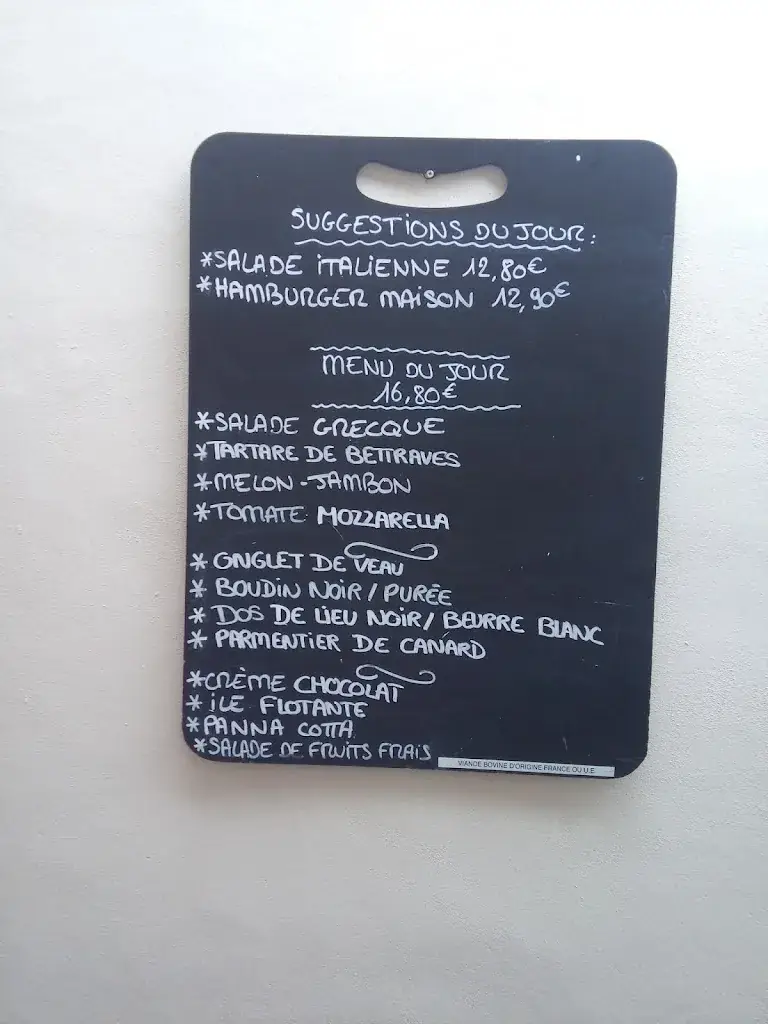 SUGGESTIONS DU JOUR:
*SALADE ITALIENNE 12,80€
*HAMBURGER MAISON 12,90€
MENU DU JOUR
16,80€
*SALADE GRECQUE
*TARTARE DE BETTRAVES
*MELON-JAMBON
*TOMATE MOZZARELLA
* ONGLET DE VEAU
* BOUDIN NOIR / PURÉE
* DOS DE LIEU NOIR / BEURRE BLANC
* PARMENTIER DE CANARD
*CRÈME CHOCOLAT
* ILE FLOTANTE
*PANNA COTTA
*SALADE DE FRUITS FRAIS
VIANDE BOVINE D'ORIGINE FRANCE OU U.E